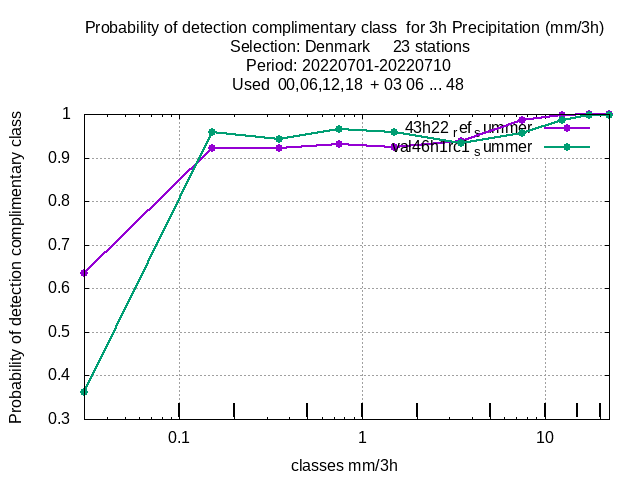 Probability of detection complimentary class  for 3h Precipitation (mm/3h)
Selection: Denmark     23 stations
Period: 20220701-20220710
Used  00,06,12,18  + 03 06 ... 48
Probability of detection complimentary class
1
0.9
0.8
0.7
0.6
0.5
0.4
0.3
43h22_ref_summer
val46h1rc1_summer
0.1
1
10
classes mm/3h